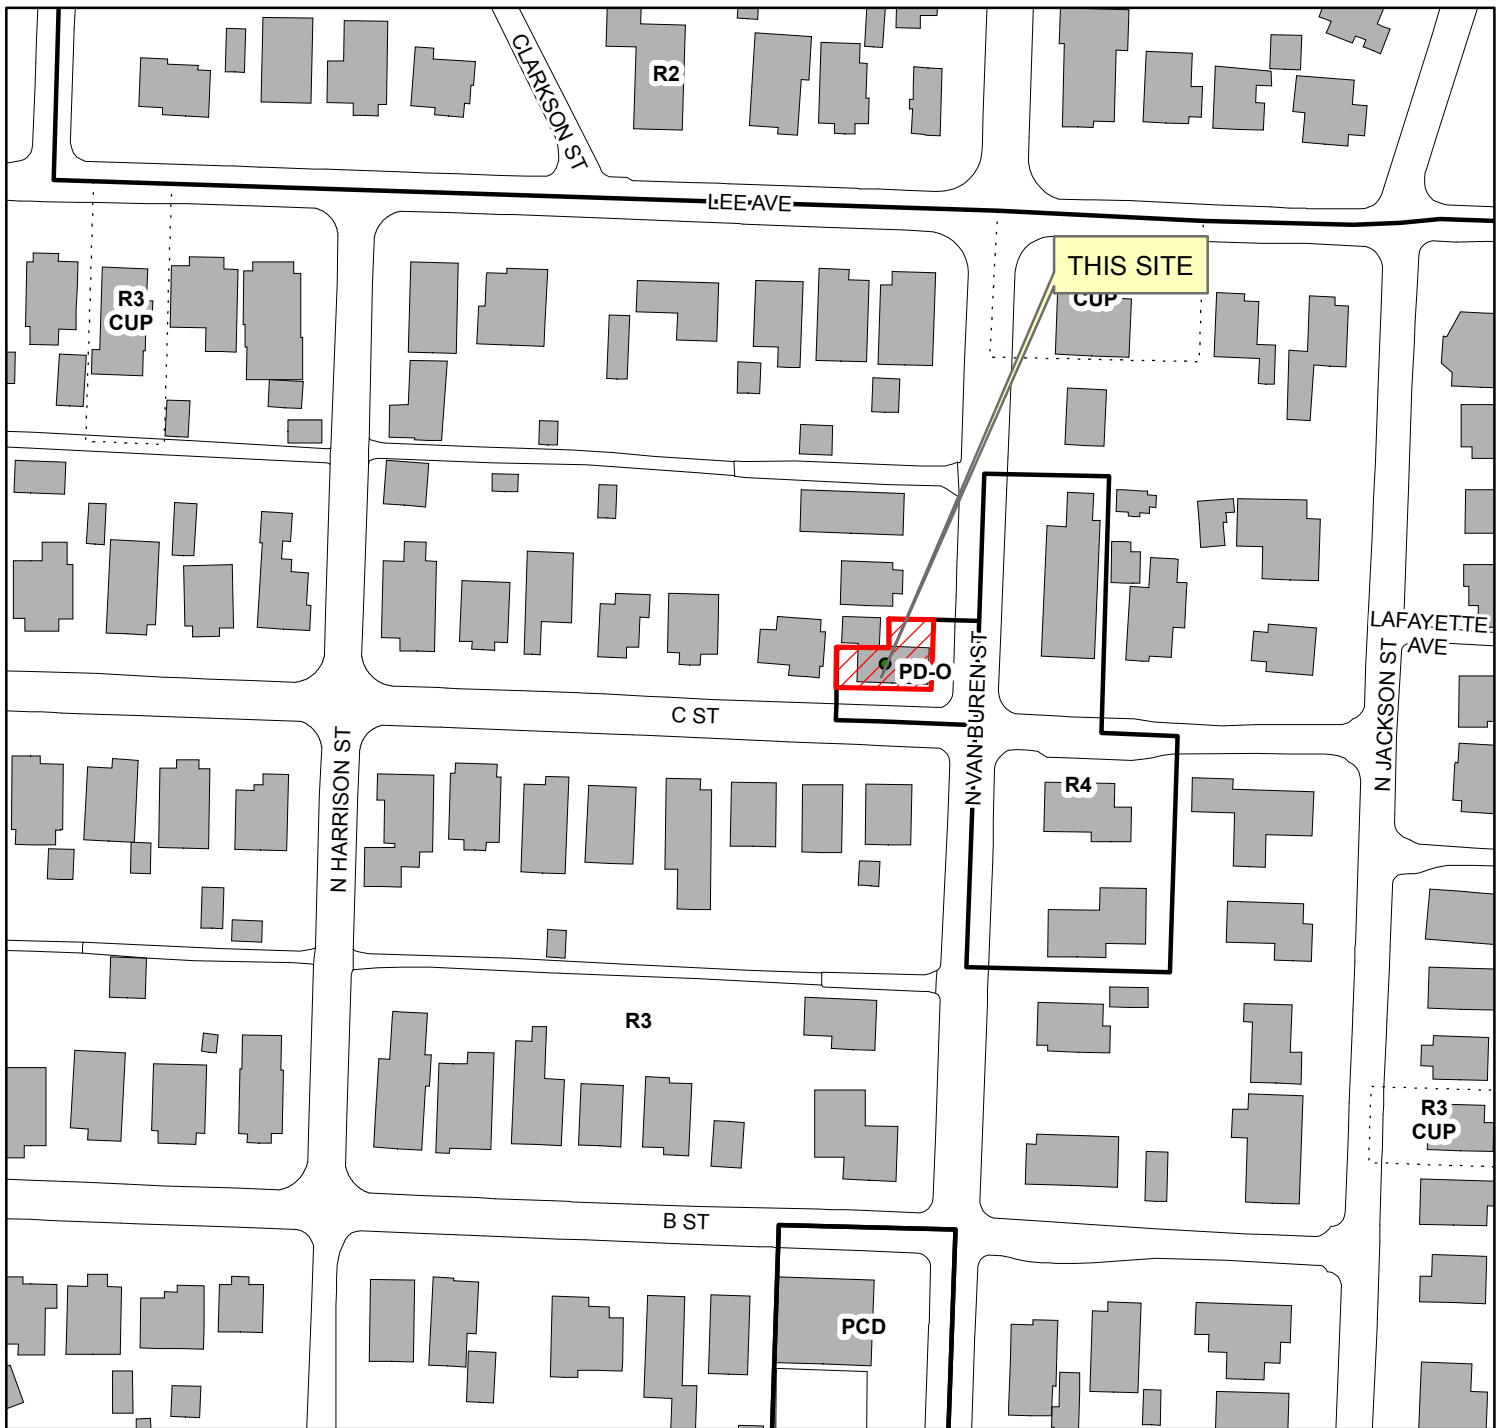 CLARKSON ST
R2
LEE AVE
THIS SITE
R3
CUP
CUP
LAFAYETTE
AVE
PD-O
C ST
N VAN BUREN ST
N JACKSON ST
N HARRISON ST
R4
R3
R3
CUP
B ST
PCD